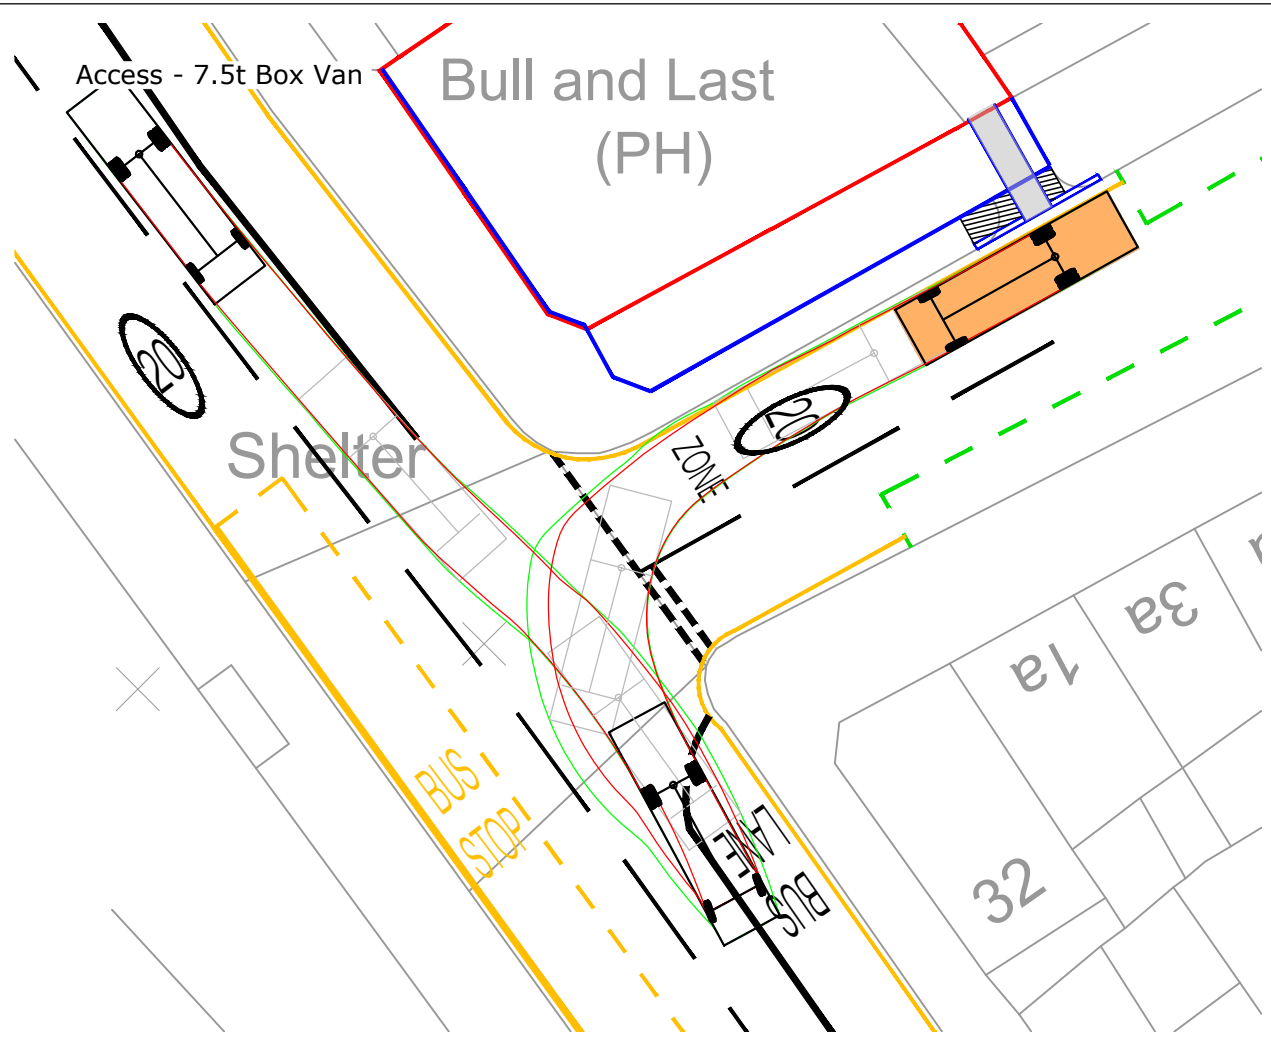 Access - 7.5t Box Van
Bull and Last
(PH)
20
Shelter
20
ZONE
3a
1a
BUS
STOP
LANE
BUS
32